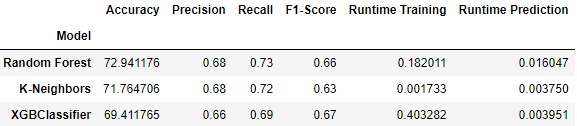 Accuracy Precision Recall F1-Score Runtime Training Runtime Prediction
Model
Random Forest 72.941176 0.68 0.73 0.66 0.182011 0.016047
K-Neighbors 71.764706 0.68 0.72 0.63 0.001733 0.003750
XGBClassifier 69.411765 0.66 0.69 0.67 0.403282 0.003951